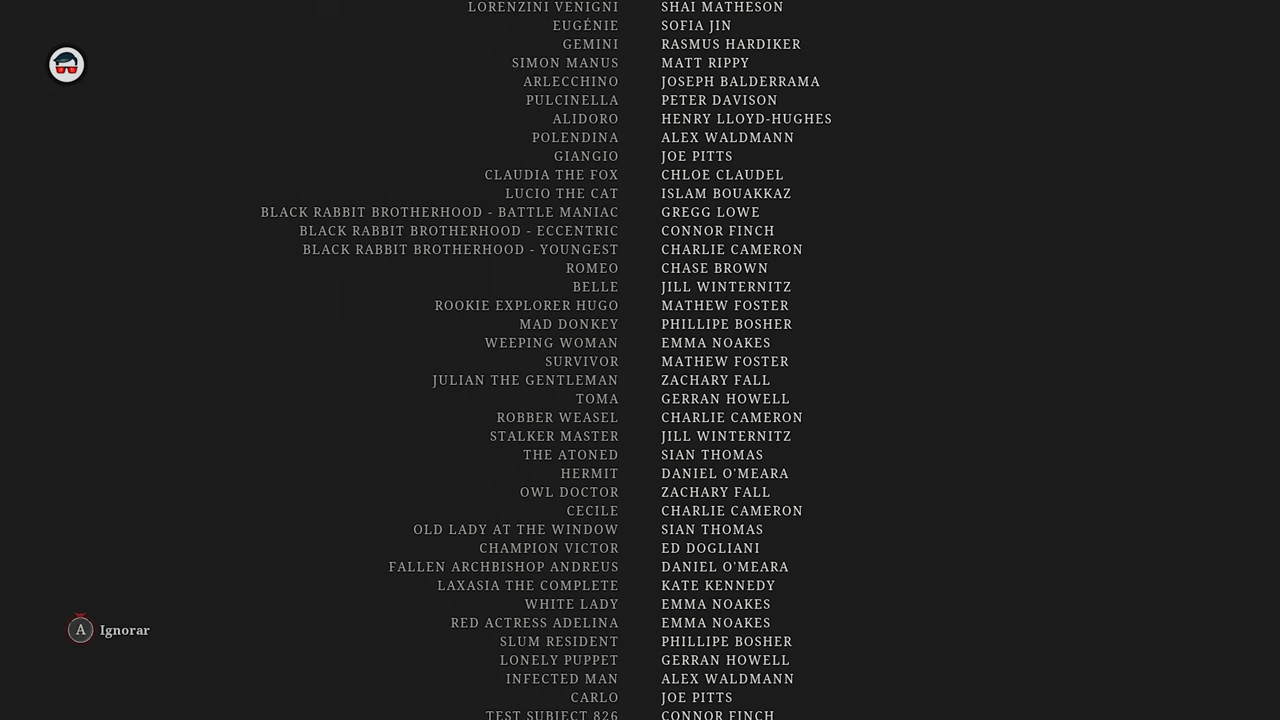 LORENZINI VENIGNI SHAI MATHESON
EUGÉNIE SOFIA JIN
GEMINI RASMUS HARDIKER
SIMON MANUS MATT RIPPY
ARLECCHINO JOSEPH BALDERRAMA
PULCINELLA PETER DAVISON
ALIDORO HENRY LLOYD-HUGHES
POLENDINA ALEX WALDMANN
GIANGIO JOE PITTS
CLAUDIA THE FOX CHLOE CLAUDEL
LUCIO THE CAT ISLAM BOUAKKAZ
BLACK RABBIT BROTHERHOOD - BATTLE MANIAC GREGG LOWE
BLACK RABBIT BROTHERHOOD - ECCENTRIC CONNOR FINCH
BLACK RABBIT BROTHERHOOD - YOUNGEST CHARLIE CAMERON
ROMEO CHASE BROWN
BELLE JILL WINTERNITZ
ROOKIE EXPLORER HUGO MATHEW FOSTER
MAD DONKEY PHILLIPE BOSHER
WEEPING WOMAN EMMA NOAKES
SURVIVOR MATHEW FOSTER
JULIAN THE GENTLEMAN ZACHARY FALL
TOMA GERRAN HOWELL
ROBBER WEASEL CHARLIE CAMERON
STALKER MASTER JILL WINTERNITZ
THE ATONED SIAN THOMAS
HERMIT DANIEL O'MEARA
OWL DOCTOR ZACHARY FALL
CECILE CHARLIE CAMERON
OLD LADY AT THE WINDOW SIAN THOMAS
CHAMPION VICTOR ED DOGLIANI
FALLEN ARCHBISHOP ANDREUS DANIEL O'MEARA
LAXASIA THE COMPLETE KATE KENNEDY
WHITE LADY EMMA NOAKES
RED ACTRESS ADELINA EMMA NOAKES
A Ignorar
SLUM RESIDENT PHILLIPE BOSHER
LONELY PUPPET GERRAN HOWELL
INFECTED MAN ALEX WALDMANN
CARLO JOE PITTS
TEST SUBJECT 826 CONNOR FINCH